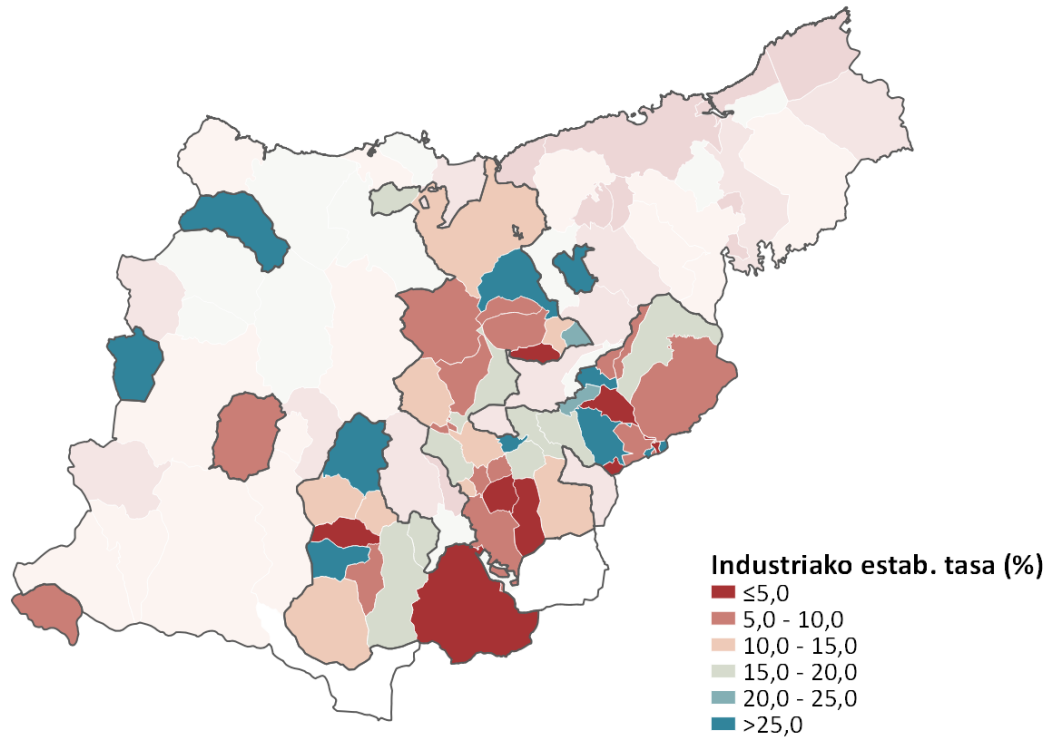 Industriako estab. tasa (%)
≤5,0
5,0 - 10,0
10,0 - 15,0
15,0 - 20,0
20,0 - 25,0
>25,0